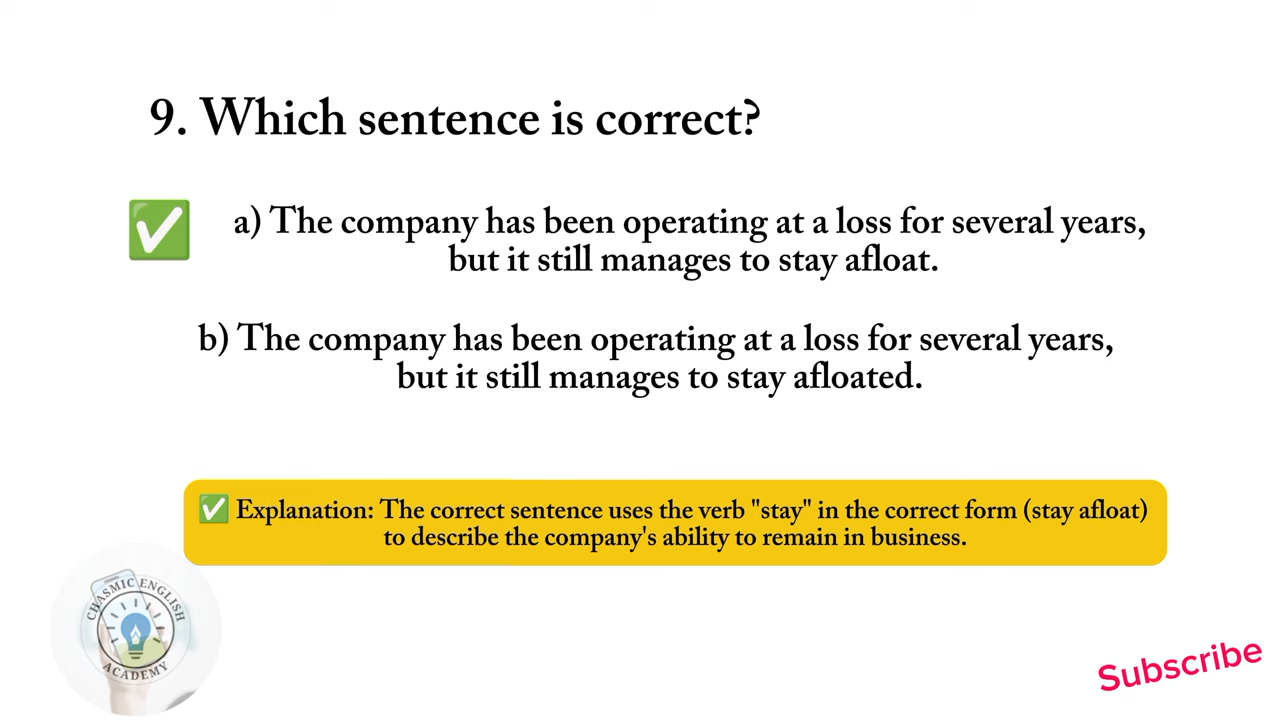 9. Which sentence is correct?
✅ a) The company has been operating at a loss for several years,
but it still manages to stay afloat.
b) The company has been operating at a loss for several years,
but it still manages to stay afloated.
✅ Explanation: The correct sentence uses the verb "stay" in the correct form (stay afloat)
to describe the company's ability to remain in business.
CHASMIC ENGLISH
ACADEMY
Subscribe